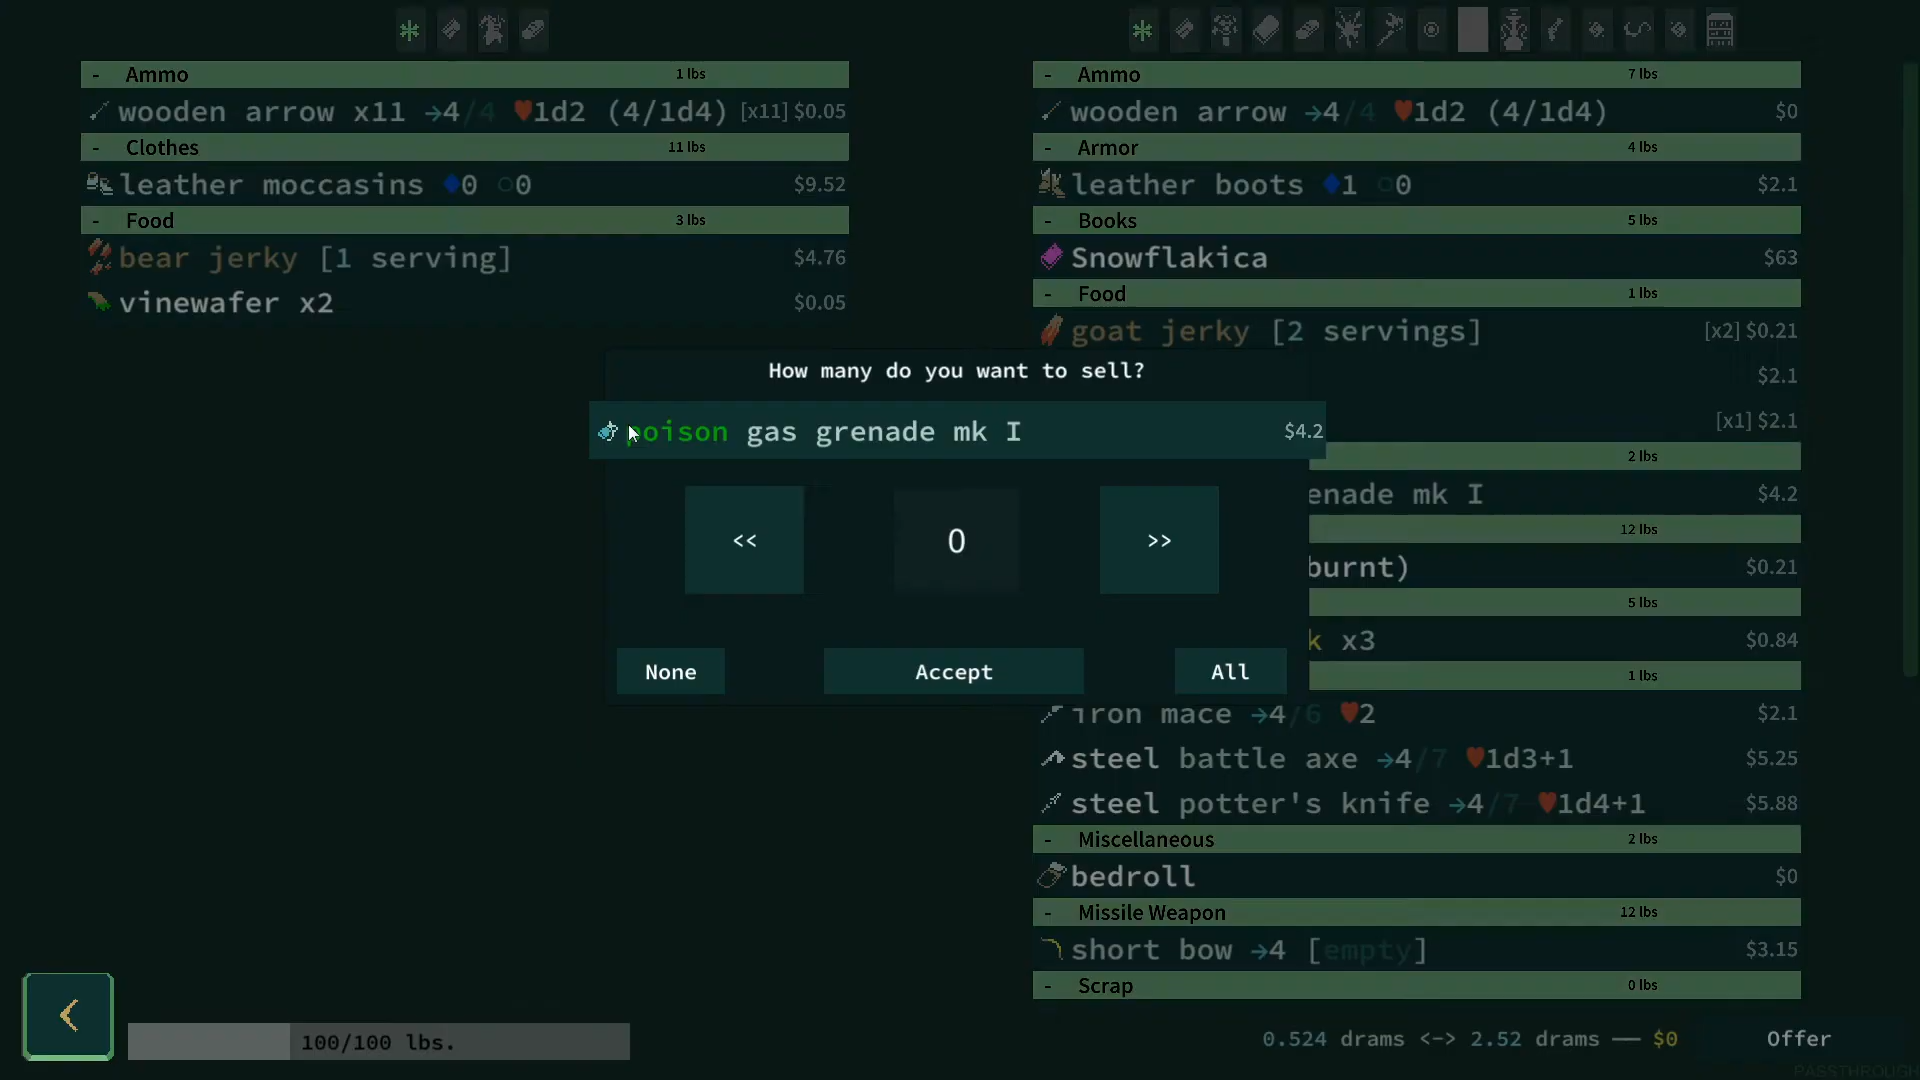 - Ammo 1 lbs
wooden arrow x11 →4/4 ♥1d2 (4/1d4) [x11] $0.05
- Clothes 11 lbs
leather moccasins ♦0 ○0 $9.52
- Food 3 lbs
bear jerky [1 serving] $4.76
vinewafer x2 $0.05
- Ammo 7 lbs
wooden arrow →4/4 ♥1d2 (4/1d4) $0
- Armor 4 lbs
leather boots ♦1 ○0 $2.1
- Books 5 lbs
Snowflakica $63
- Food 1 lbs
goat jerky [2 servings] [x2] $0.21
$2.1
[x1] $2.1
2 lbs
enade mk I $4.2
12 lbs
burnt) $0.21
5 lbs
k x3 $0.84
1 lbs
iron mace →4/6 ♥2 $2.1
steel battle axe →4/7 ♥1d3+1 $5.25
steel potter's knife →4/7 ♥1d4+1 $5.88
- Miscellaneous 2 lbs
bedroll $0
- Missile Weapon 12 lbs
short bow →4 [empty] $3.15
- Scrap 0 lbs
How many do you want to sell?
poison gas grenade mk I $4.2
<< 0 >>
None Accept All
<
100/100 lbs.
0.524 drams <-> 2.52 drams — $0 Offer
PASSTHROUGH